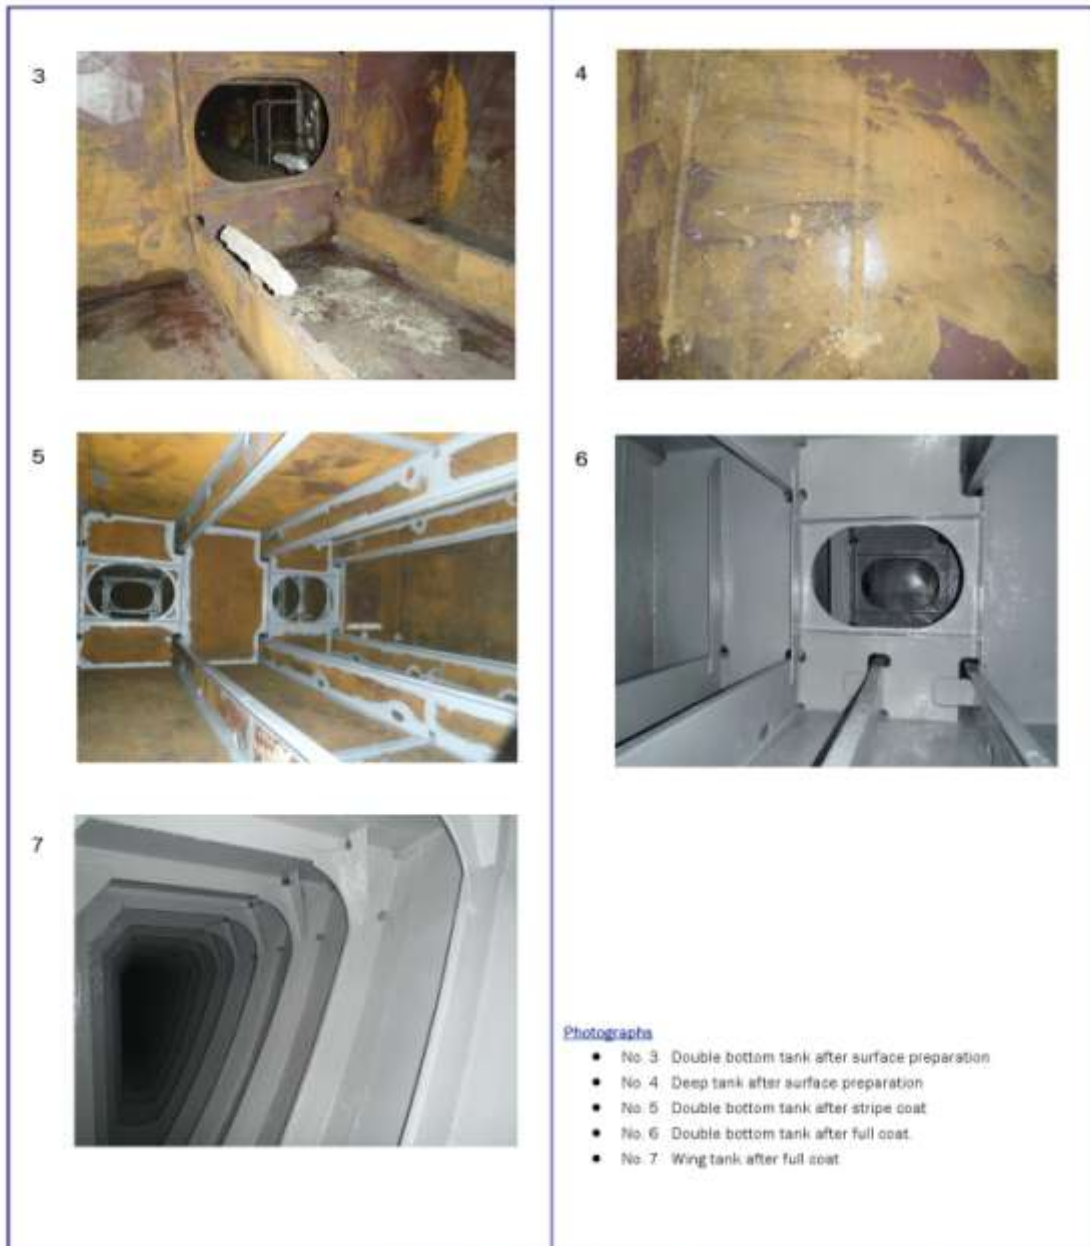 3
4
5
6
7
Photographs
● No. 3 Double bottom tank after surface preparation
● No. 4 Deep tank after surface preparation
● No. 5 Double bottom tank after stripe coat
● No. 6 Double bottom tank after full coat.
● No. 7 Wing tank after full coat